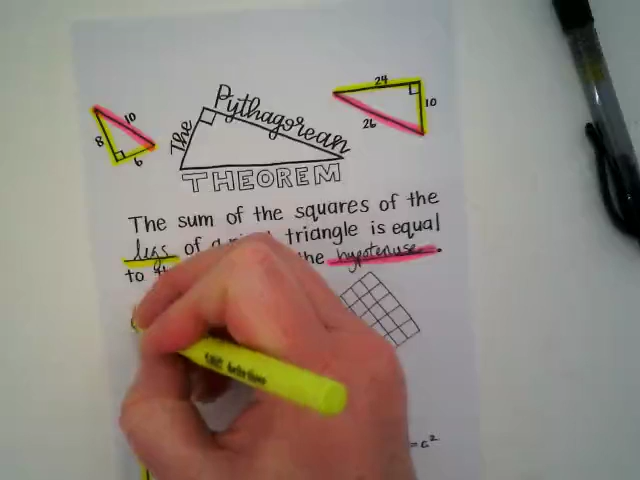 The Pythagorean
THEOREM
10
8
6
24
10
26
The sum of the squares of the
legs of a triangle is equal
to the hypotenuse.
= c²